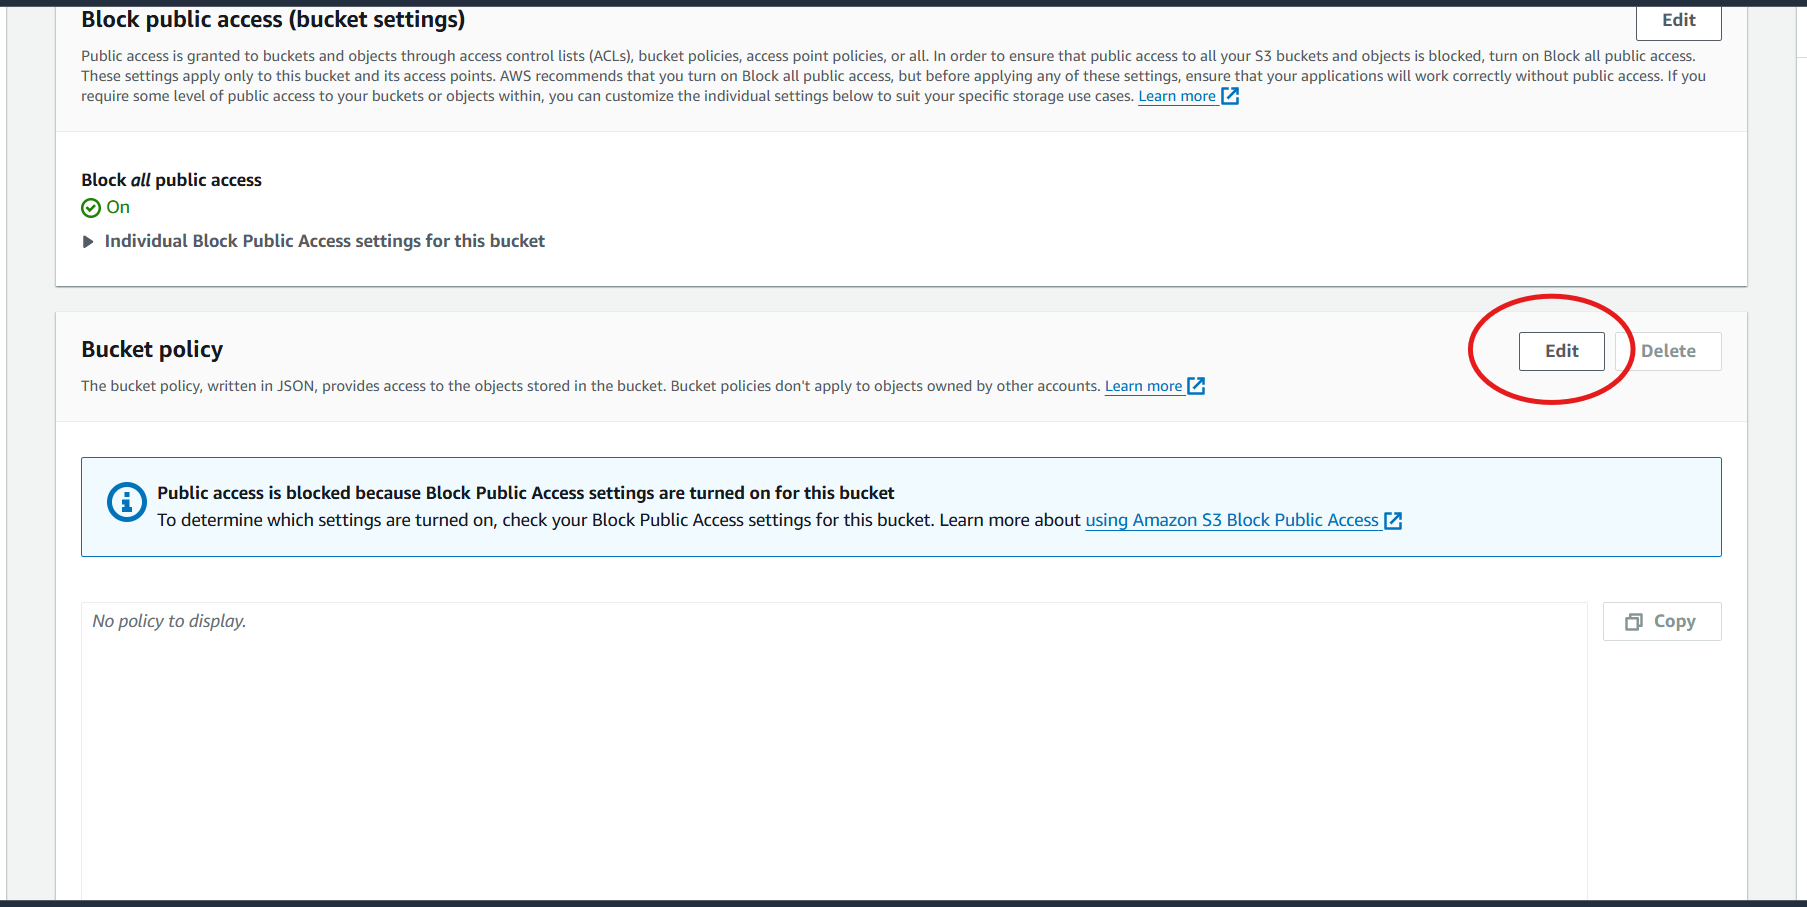 Block public access (bucket settings)
Edit
Public access is granted to buckets and objects through access control lists (ACLs), bucket policies, access point policies, or all. In order to ensure that public access to all your S3 buckets and objects is blocked, turn on Block all public access.
These settings apply only to this bucket and its access points. AWS recommends that you turn on Block all public access, but before applying any of these settings, ensure that your applications will work correctly without public access. If you
require some level of public access to your buckets or objects within, you can customize the individual settings below to suit your specific storage use cases. Learn more
Block all public access
On
Individual Block Public Access settings for this bucket
Bucket policy
Edit
Delete
The bucket policy, written in JSON, provides access to the objects stored in the bucket. Bucket policies don't apply to objects owned by other accounts. Learn more
Public access is blocked because Block Public Access settings are turned on for this bucket
To determine which settings are turned on, check your Block Public Access settings for this bucket. Learn more about using Amazon S3 Block Public Access
No policy to display.
Copy